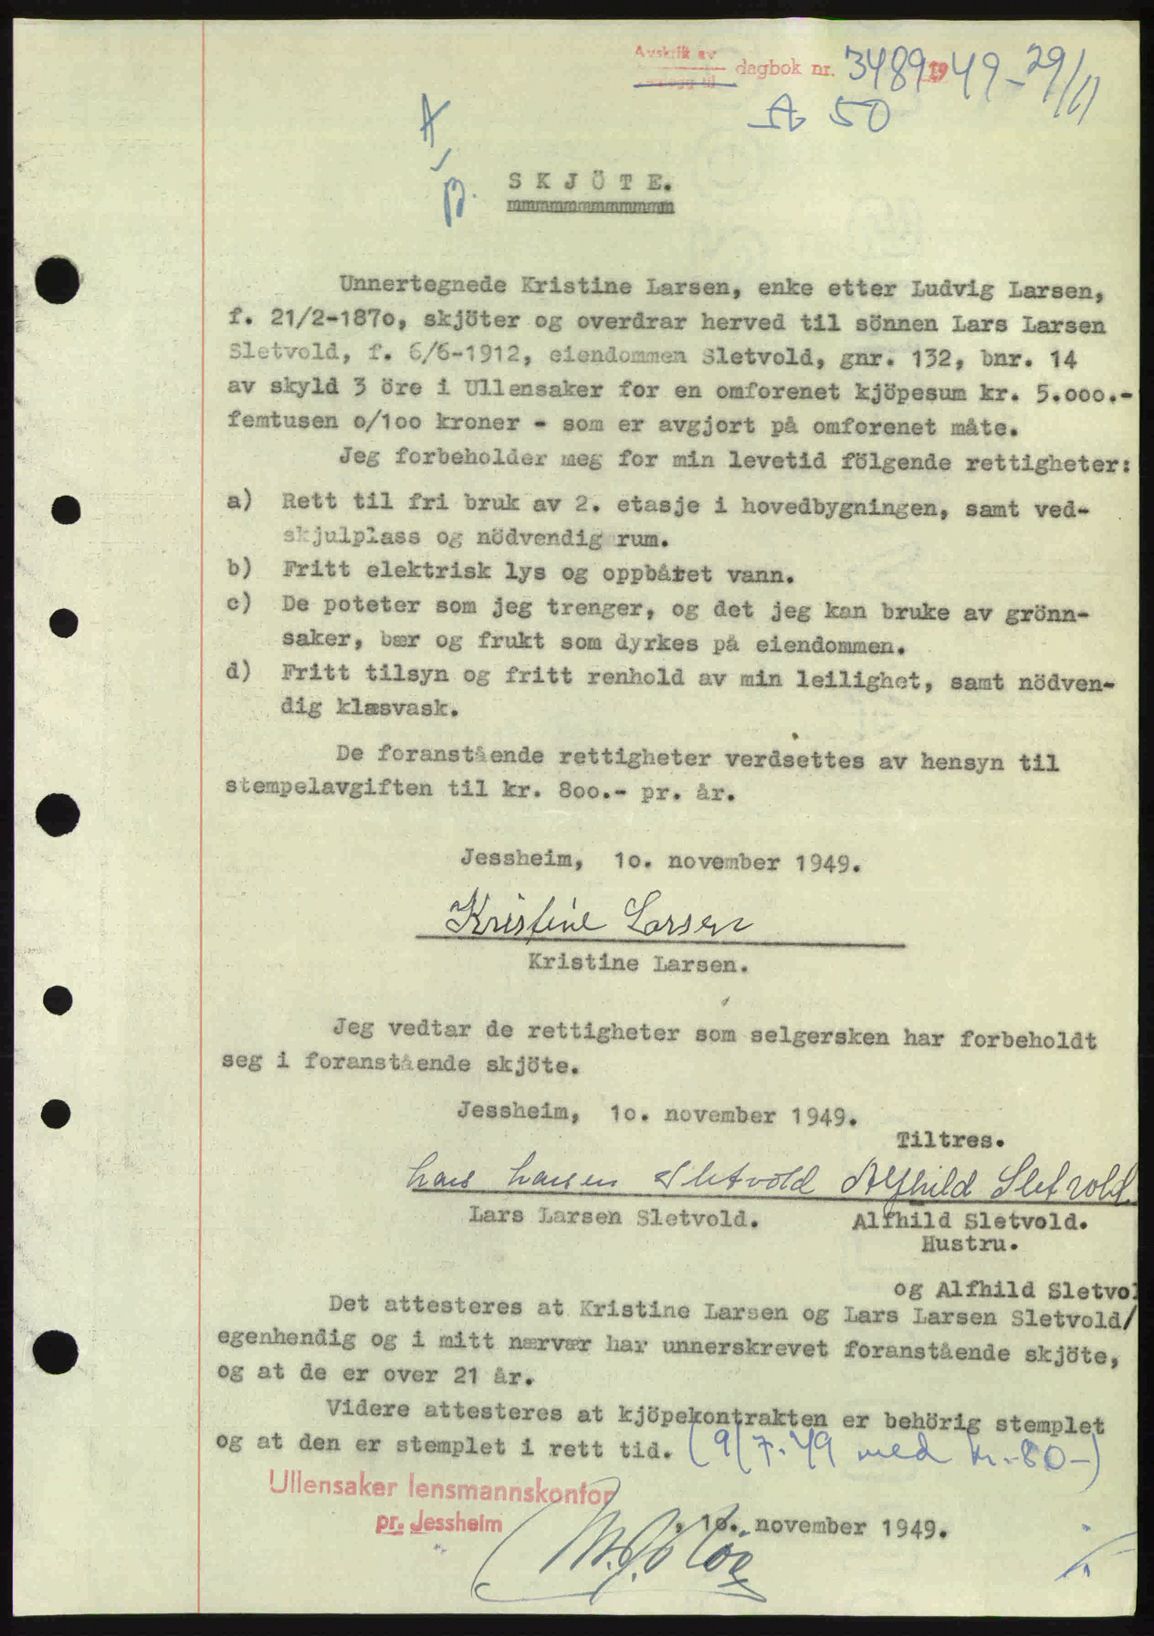 Avskrift av
dagbok nr. 3489 1949 - 29/11
A 50
A
B.
SKJÖTE.
Unnertegnede Kristine Larsen, enke etter Ludvig Larsen,
f. 21/2-1870, skjöter og overdrar herved til sönnen Lars Larsen
Sletvold, f. 6/6-1912, eiendommen Sletvold, gnr. 132, bnr. 14
av skyld 3 öre i Ullensaker for en omforenet kjöpesum kr. 5.000.-
femtusen o/100 kroner - som er avgjort på omforenet måte.
Jeg forbeholder meg for min levetid fölgende rettigheter:
a) Rett til fri bruk av 2. etasje i hovedbygningen, samt ved-
skjulplass og nödvendig rum.
b) Fritt elektrisk lys og oppbåret vann.
c) De poteter som jeg trenger, og det jeg kan bruke av grönn-
saker, bær og frukt som dyrkes på eiendommen.
d) Fritt tilsyn og fritt renhold av min leilighet, samt nödven-
dig klæsvask.
De foranstående rettigheter verdsettes av hensyn til
stempelavgiften til kr. 800.- pr. år.
Jessheim, 10. november 1949.
Kristine Larsen
Kristine Larsen.
Jeg vedtar de rettigheter som selgersken har forbeholdt
seg i foranstående skjöte.
Jessheim, 10. november 1949.
Tiltres.
Lars Larsen Sletvold Alfhild Sletvold.
Lars Larsen Sletvold. Alfhild Sletvold.
Hustru.
og Alfhild Sletvol
Det attesteres at Kristine Larsen og Lars Larsen Sletvold/
egenhendig og i mitt nærvær har unnerskrevet foranstående skjöte,
og at de er over 21 år.
Videre attesteres at kjöpekontrakten er behörig stemplet
og at den er stemplet i rett tid. (9/7-49 med kr.-80-)
Ullensaker lensmannskontor
pr. Jessheim , 10. november 1949.